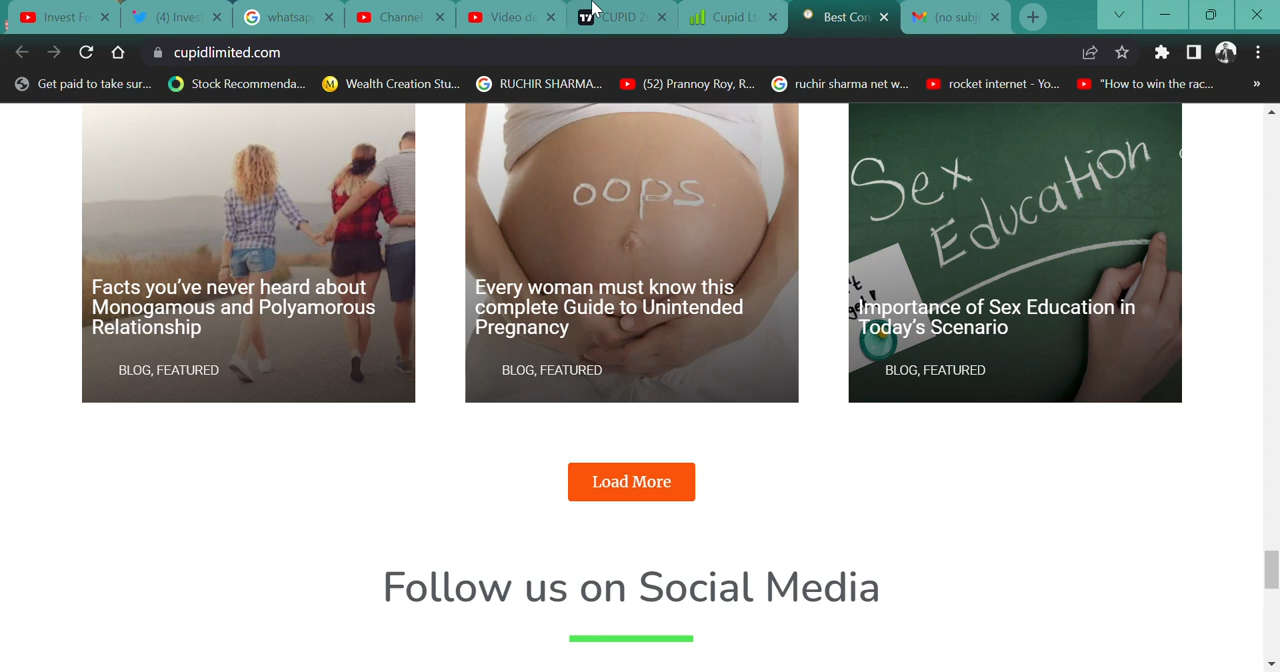 Invest Fo
(4) Invest
whatsapp
Channel
Video de
CUPID 2
Cupid Lt
Best Con
(no subj
cupidlimited.com
Get paid to take sur...
Stock Recommenda...
Wealth Creation Stu...
RUCHIR SHARMA...
(52) Prannoy Roy, R...
ruchir sharma net w...
rocket internet - Yo...
"How to win the rac...
»
oops.
Sex
Education
Facts you've never heard about
Monogamous and Polyamorous
Relationship
BLOG, FEATURED
Every woman must know this
complete Guide to Unintended
Pregnancy
BLOG, FEATURED
Importance of Sex Education in
Today's Scenario
BLOG, FEATURED
Load More
Follow us on Social Media